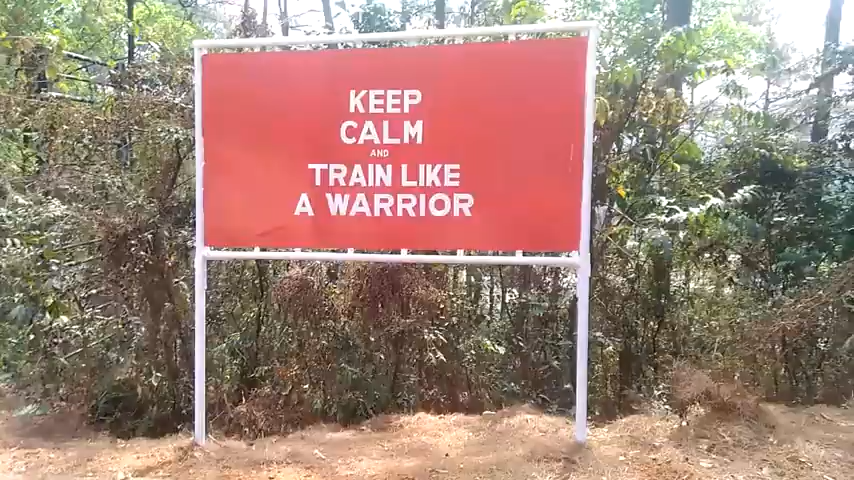 KEEP
CALM
AND
TRAIN LIKE
A WARRIOR